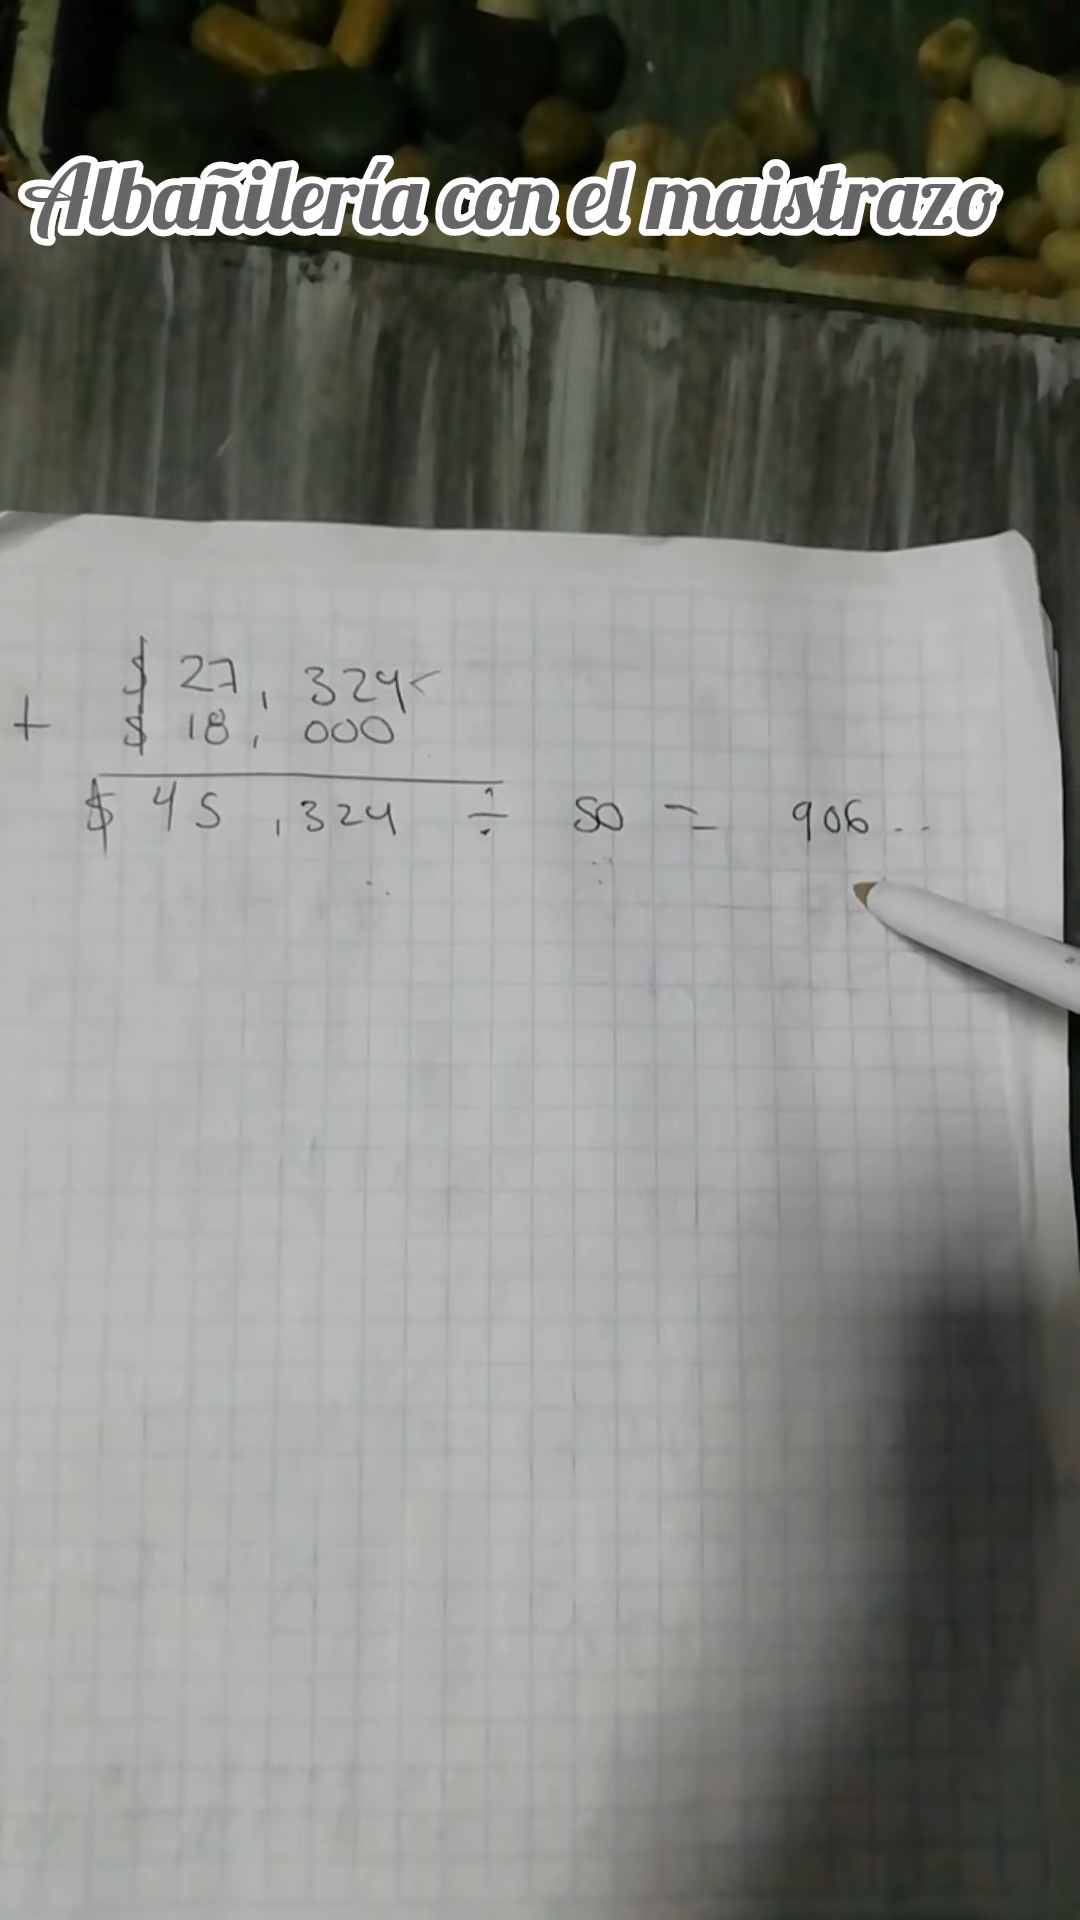 Albañilería con el maistrazo
$ 27, 324
+ $ 18, 000
$ 45,324 ÷ 50 = 906..